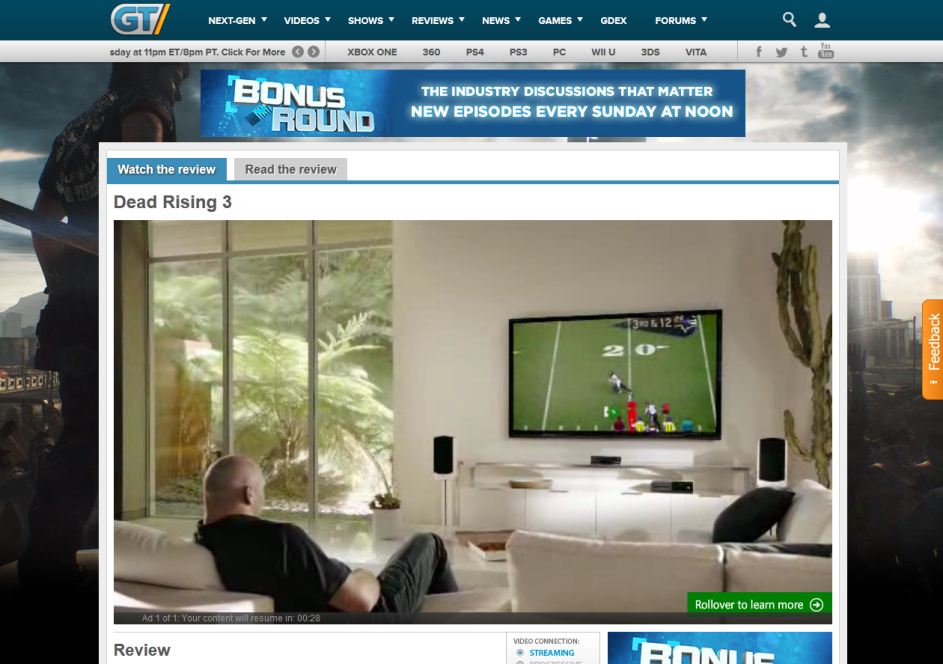 GT
NEXT-GEN VIDEOS SHOWS REVIEWS NEWS GAMES GDEX FORUMS
sday at 11pm ET/8pm PT. Click For More XBOX ONE 360 PS4 PS3 PC WII U 3DS VITA f t You Tube
BONUS ROUND
THE INDUSTRY DISCUSSIONS THAT MATTER
NEW EPISODES EVERY SUNDAY AT NOON
Watch the review Read the review
Dead Rising 3
3RD & 12
20
Feedback
Rollover to learn more
Ad 1 of 1: Your content will resume in: 00:28
Review
VIDEO CONNECTION:
STREAMING
PROGRESSIVE
BONUS